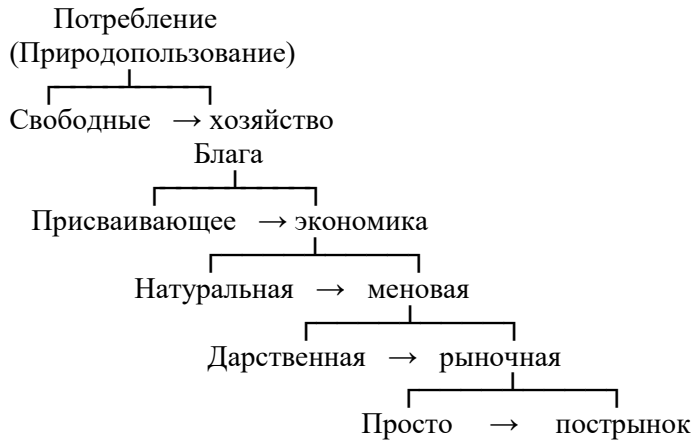 Потребление
(Природопользование)
Свободные → хозяйство
Блага
Присваивающее → экономика
Натуральная → меновая
Дарственная → рыночная
Просто → пострынок